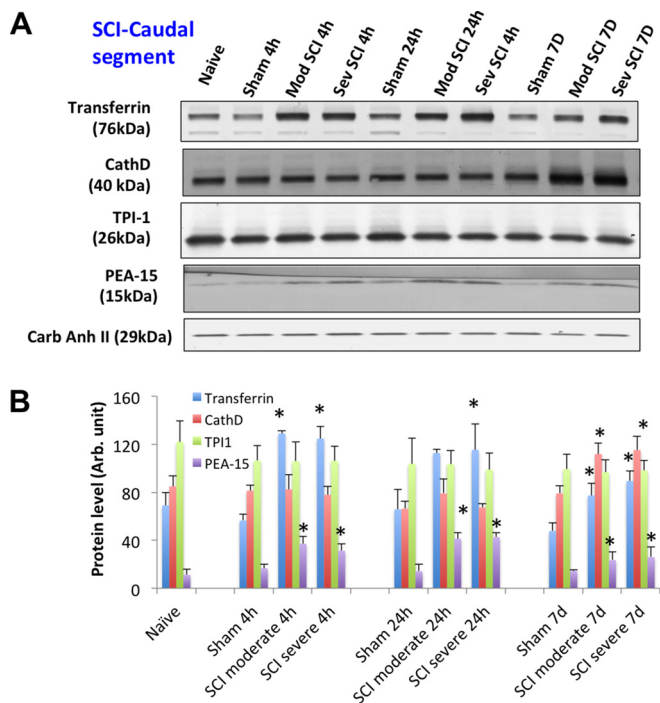 A
SCI-Caudal
segment
Naïve
Sham 4h
Mod SCI 4h
Sev SCI 4h
Sham 24h
Mod SCI 24h
Sev SCI 4h
Sham 7D
Mod SCI 7D
Sev SCI 7D
Transferrin
(76kDa)
CathD
(40 kDa)
TPI-1
(26kDa)
PEA-15
(15kDa)
Carb Anh II (29kDa)
B
Protein level (Arb. unit)
160
120
80
40
0
Transferrin
CathD
TPI1
PEA-15
* * * * * * * * * * * * *
Naïve
Sham 4h
SCI moderate 4h
SCI severe 4h
Sham 24h
SCI moderate 24h
SCI severe 24h
Sham 7d
SCI moderate 7d
SCI severe 7d